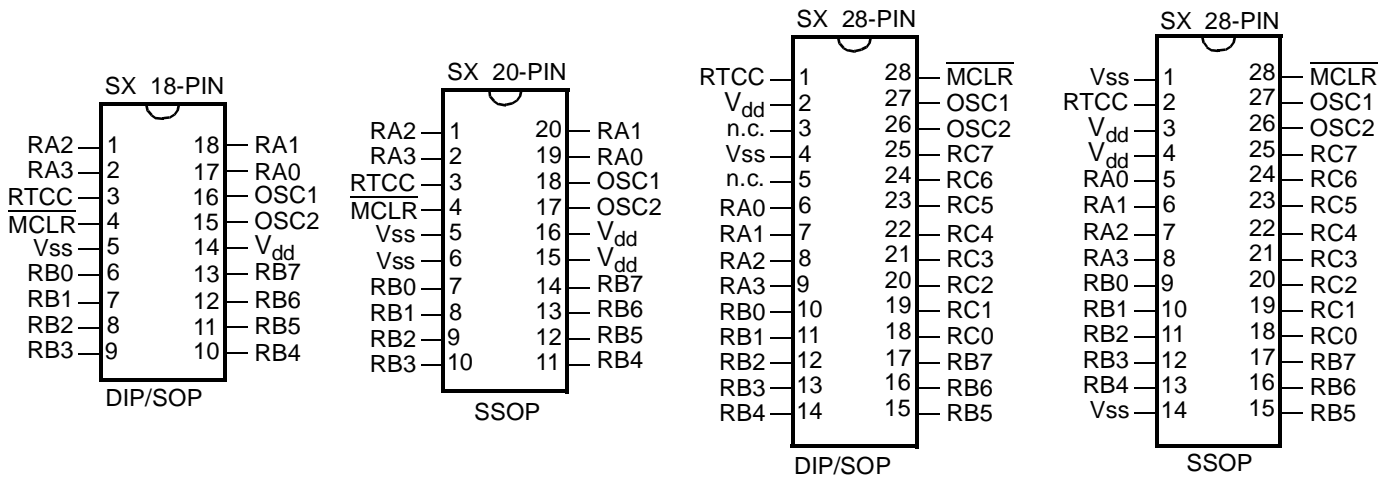 SX 18-PIN
RA2 1 18 RA1
RA3 2 17 RA0
RTCC 3 16 OSC1
MCLR 4 15 OSC2
Vss 5 14 Vdd
RB0 6 13 RB7
RB1 7 12 RB6
RB2 8 11 RB5
RB3 9 10 RB4
DIP/SOP
SX 20-PIN
RA2 1 20 RA1
RA3 2 19 RA0
RTCC 3 18 OSC1
MCLR 4 17 OSC2
Vss 5 16 Vdd
Vss 6 15 Vdd
RB0 7 14 RB7
RB1 8 13 RB6
RB2 9 12 RB5
RB3 10 11 RB4
SSOP
SX 28-PIN
RTCC 1 28 MCLR
Vdd 2 27 OSC1
n.c. 3 26 OSC2
Vss 4 25 RC7
n.c. 5 24 RC6
RA0 6 23 RC5
RA1 7 22 RC4
RA2 8 21 RC3
RA3 9 20 RC2
RB0 10 19 RC1
RB1 11 18 RC0
RB2 12 17 RB7
RB3 13 16 RB6
RB4 14 15 RB5
DIP/SOP
SX 28-PIN
Vss 1 28 MCLR
RTCC 2 27 OSC1
Vdd 3 26 OSC2
Vdd 4 25 RC7
RA0 5 24 RC6
RA1 6 23 RC5
RA2 7 22 RC4
RA3 8 21 RC3
RB0 9 20 RC2
RB1 10 19 RC1
RB2 11 18 RC0
RB3 12 17 RB7
RB4 13 16 RB6
Vss 14 15 RB5
SSOP